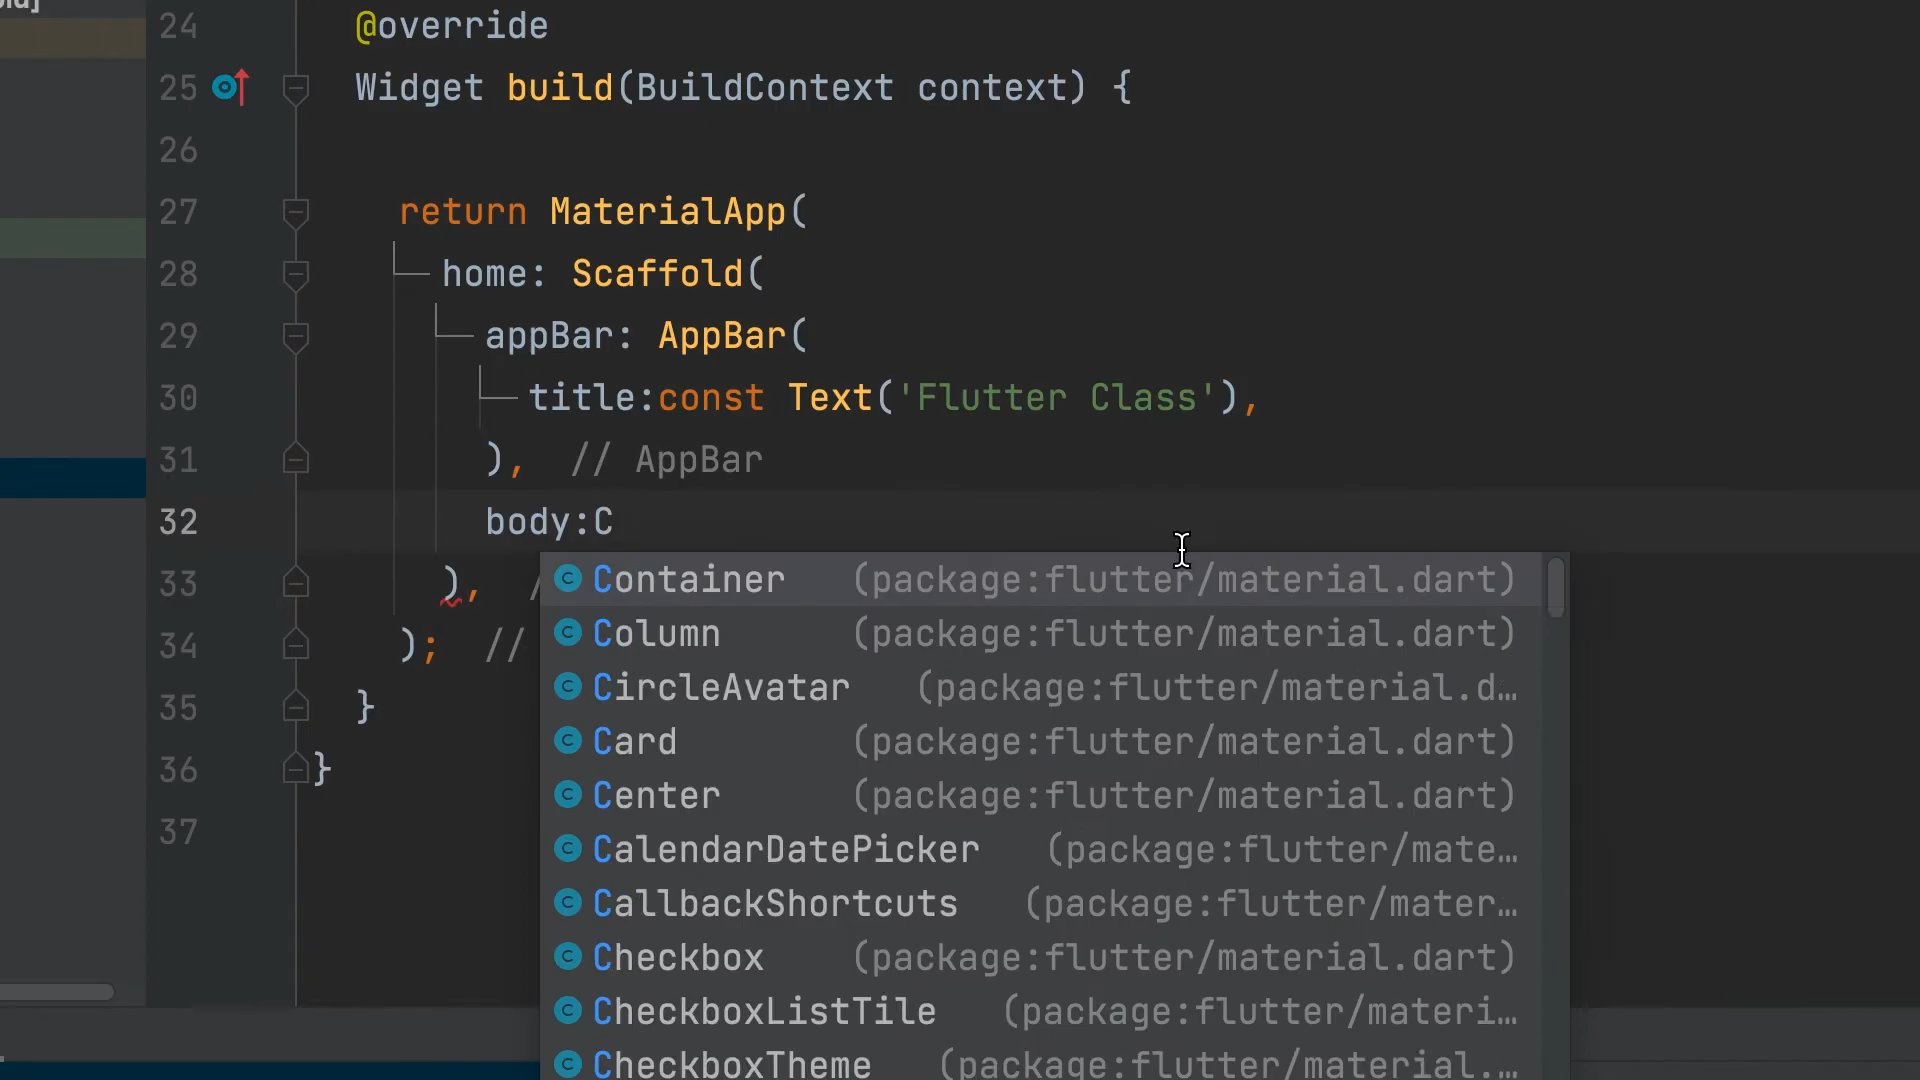 24 @override
25 Widget build(BuildContext context) {
26
27 return MaterialApp(
28 home: Scaffold(
29 appBar: AppBar(
30 title:const Text('Flutter Class'),
31 ), // AppBar
32 body:C
Container (package:flutter/material.dart)
33 ), /
Column (package:flutter/material.dart)
34 ); //
CircleAvatar (package:flutter/material.d…
35 }
Card (package:flutter/material.dart)
36 }
Center (package:flutter/material.dart)
37
CalendarDatePicker (package:flutter/mate…
CallbackShortcuts (package:flutter/mater…
Checkbox (package:flutter/material.dart)
CheckboxListTile (package:flutter/materi…
CheckboxTheme (package:flutter/material.…